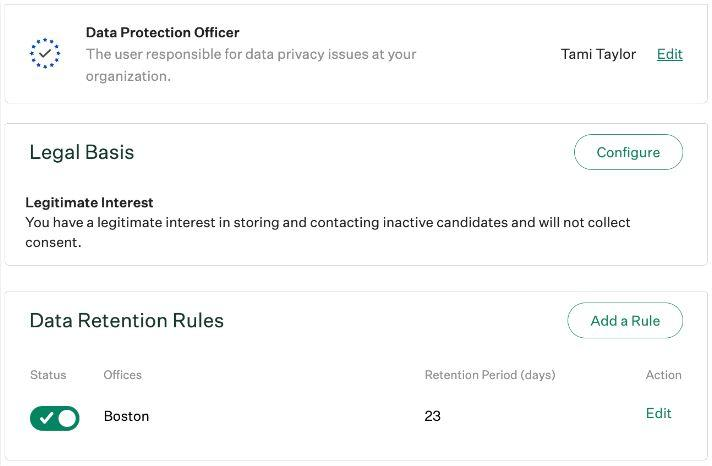 Data Protection Officer
The user responsible for data privacy issues at your
organization.
Tami Taylor
Edit
Legal Basis
Configure
Legitimate Interest
You have a legitimate interest in storing and contacting inactive candidates and will not collect
consent.
Data Retention Rules
Add a Rule
Status Offices Retention Period (days) Action
Boston 23 Edit